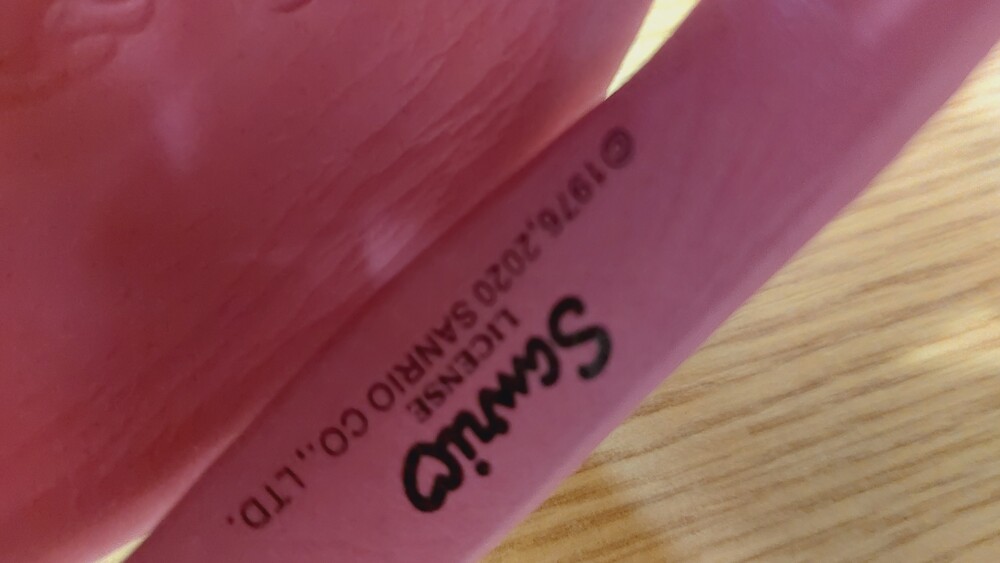 Sanrio
LICENSE
©1976,2020 SANRIO CO., LTD.